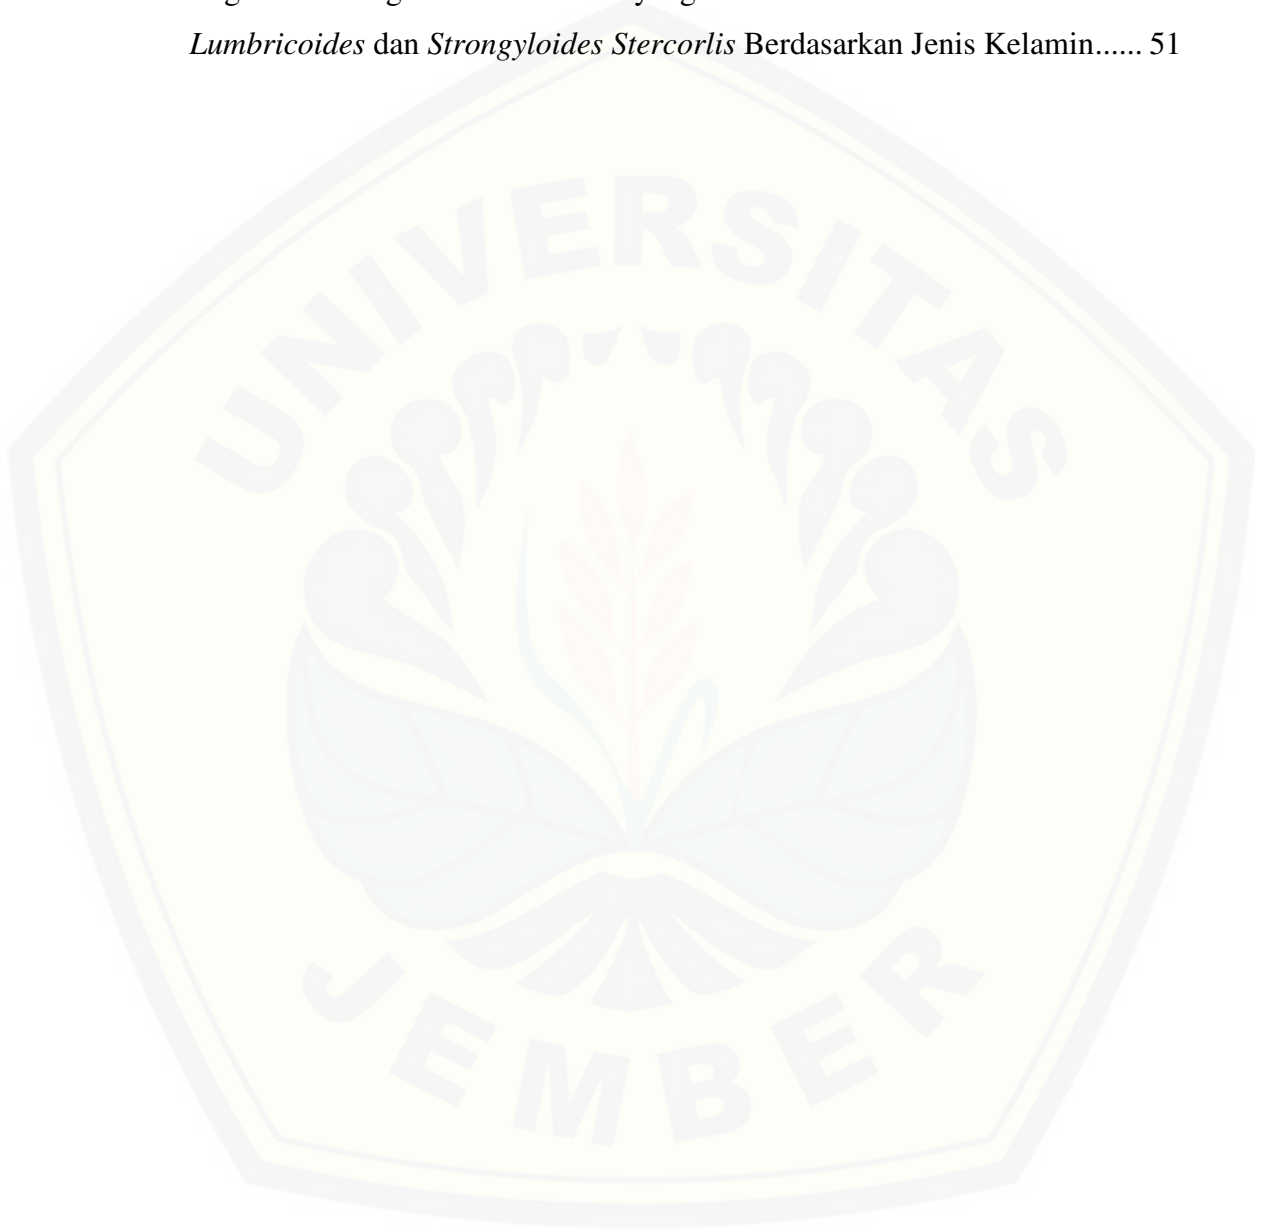 Lumbricoides dan Strongyloides Stercorlis Berdasarkan Jenis Kelamin...... 51
UNIVERSITAS
JEMBER